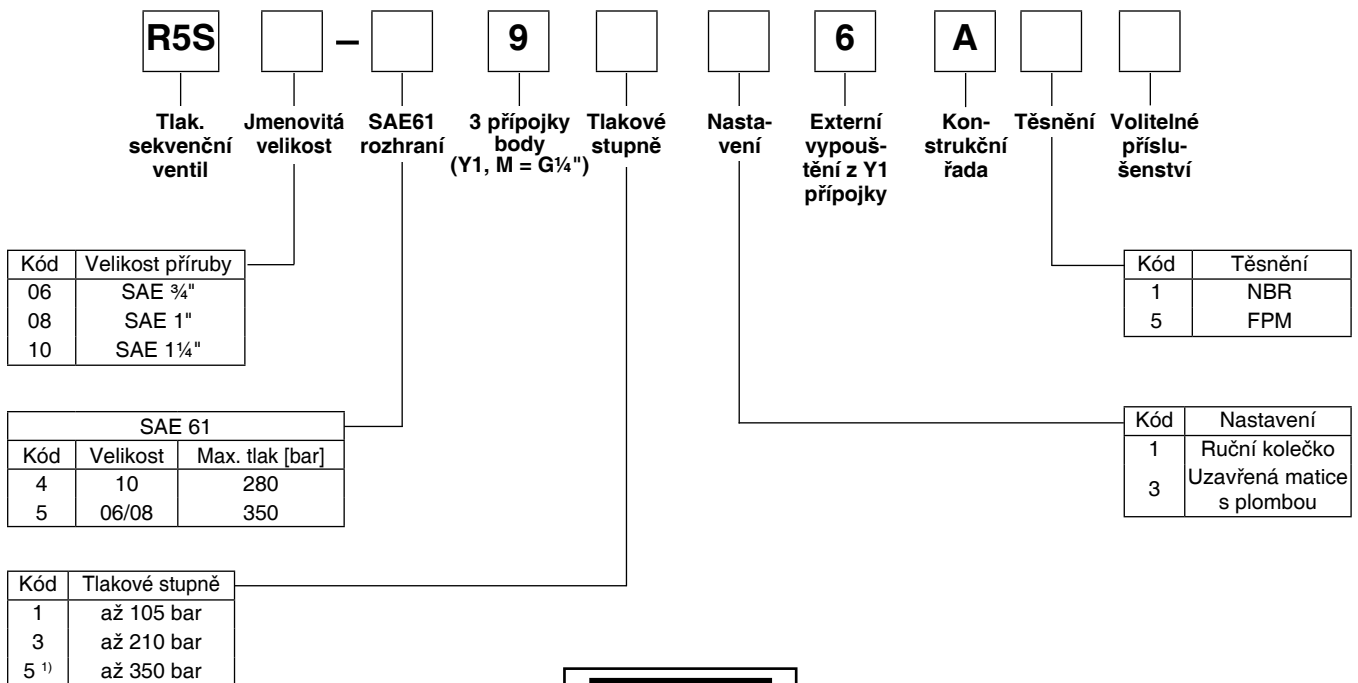 R5S – 9 6 A
Tlak. sekvenční ventil
Jmenovitá velikost
SAE61 rozhraní
3 přípojky body (Y1, M = G¼")
Tlakové stupně
Nasta- vení
Externí vypouš- tění z Y1 přípojky
Kon- strukční řada
Těsnění
Volitelné příslu- šenství
Kód Velikost příruby
06 SAE ¾"
08 SAE 1"
10 SAE 1¼"
Kód Těsnění
1 NBR
5 FPM
SAE 61
Kód Velikost Max. tlak [bar]
4 10 280
5 06/08 350
Kód Nastavení
1 Ruční kolečko
3 Uzavřená matice s plombou
Kód Tlakové stupně
1 až 105 bar
3 až 210 bar
5 1) až 350 bar